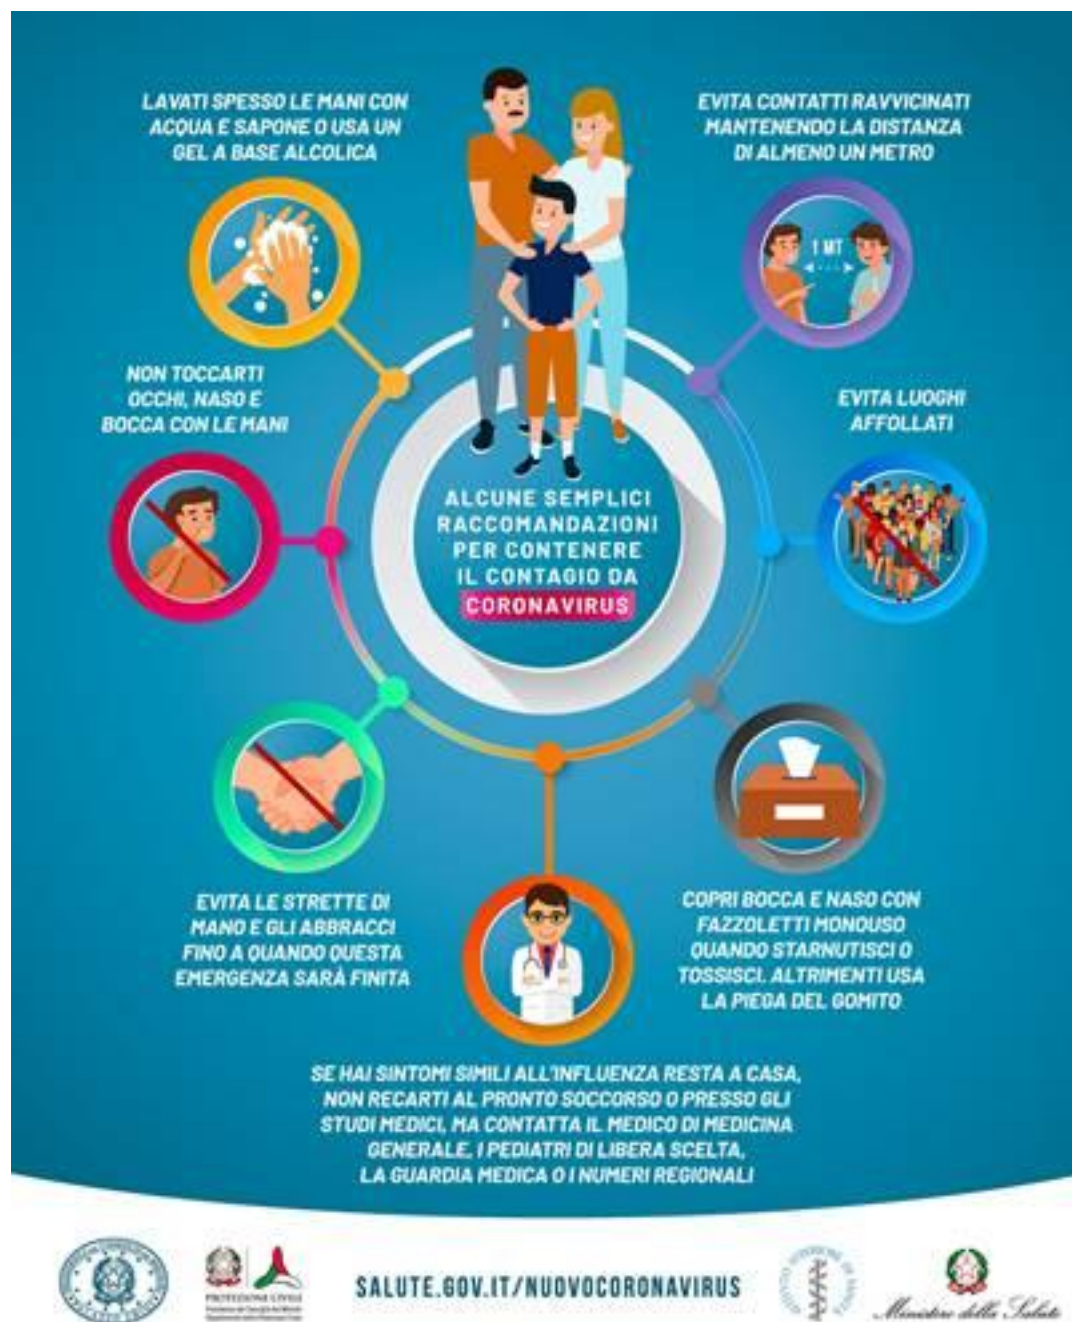 LAVATI SPESSO LE MANI CON
ACQUA E SAPONE O USA UN
GEL A BASE ALCOLICA
EVITA CONTATTI RAVVICINATI
MANTENENDO LA DISTANZA
DI ALMENO UN METRO
1 MT
NON TOCCARTI
OCCHI, NASO E
BOCCA CON LE MANI
EVITA LUOGHI
AFFOLLATI
ALCUNE SEMPLICI
RACCOMANDAZIONI
PER CONTENERE
IL CONTAGIO DA
CORONAVIRUS
EVITA LE STRETTE DI
MANO E GLI ABBRACCI
FINO A QUANDO QUESTA
EMERGENZA SARÀ FINITA
COPRI BOCCA E NASO CON
FAZZOLETTI MONOUSO
QUANDO STARNUTISCI O
TOSSISCI. ALTRIMENTI USA
LA PIEGA DEL GOMITO
SE HAI SINTOMI SIMILI ALL'INFLUENZA RESTA A CASA,
NON RECARTI AL PRONTO SOCCORSO O PRESSO GLI
STUDI MEDICI, MA CONTATTA IL MEDICO DI MEDICINA
GENERALE, I PEDIATRI DI LIBERA SCELTA,
LA GUARDIA MEDICA O I NUMERI REGIONALI
PROTEZIONE CIVILE
SALUTE.GOV.IT/NUOVOCORONAVIRUS
Ministero della Salute